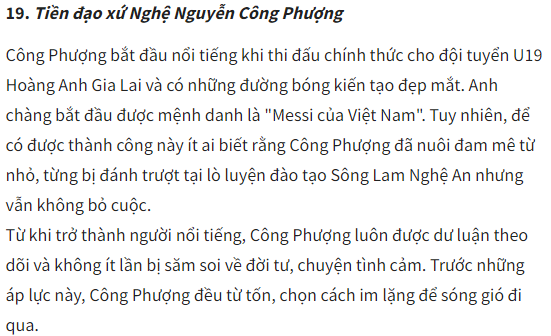 19. Tiền đạo xứ Nghệ Nguyễn Công Phượng
Công Phượng bắt đầu nổi tiếng khi thi đấu chính thức cho đội tuyển U19
Hoàng Anh Gia Lai và có những đường bóng kiến tạo đẹp mắt. Anh
chàng bắt đầu được mệnh danh là "Messi của Việt Nam". Tuy nhiên, để
có được thành công này ít ai biết rằng Công Phượng đã nuôi đam mê từ
nhỏ, từng bị đánh trượt tại lò luyện đào tạo Sông Lam Nghệ An nhưng
vẫn không bỏ cuộc.
Từ khi trở thành người nổi tiếng, Công Phượng luôn được dư luận theo
dõi và không ít lần bị săm soi về đời tư, chuyện tình cảm. Trước những
áp lực này, Công Phượng đều từ tốn, chọn cách im lặng để sóng gió đi
qua.